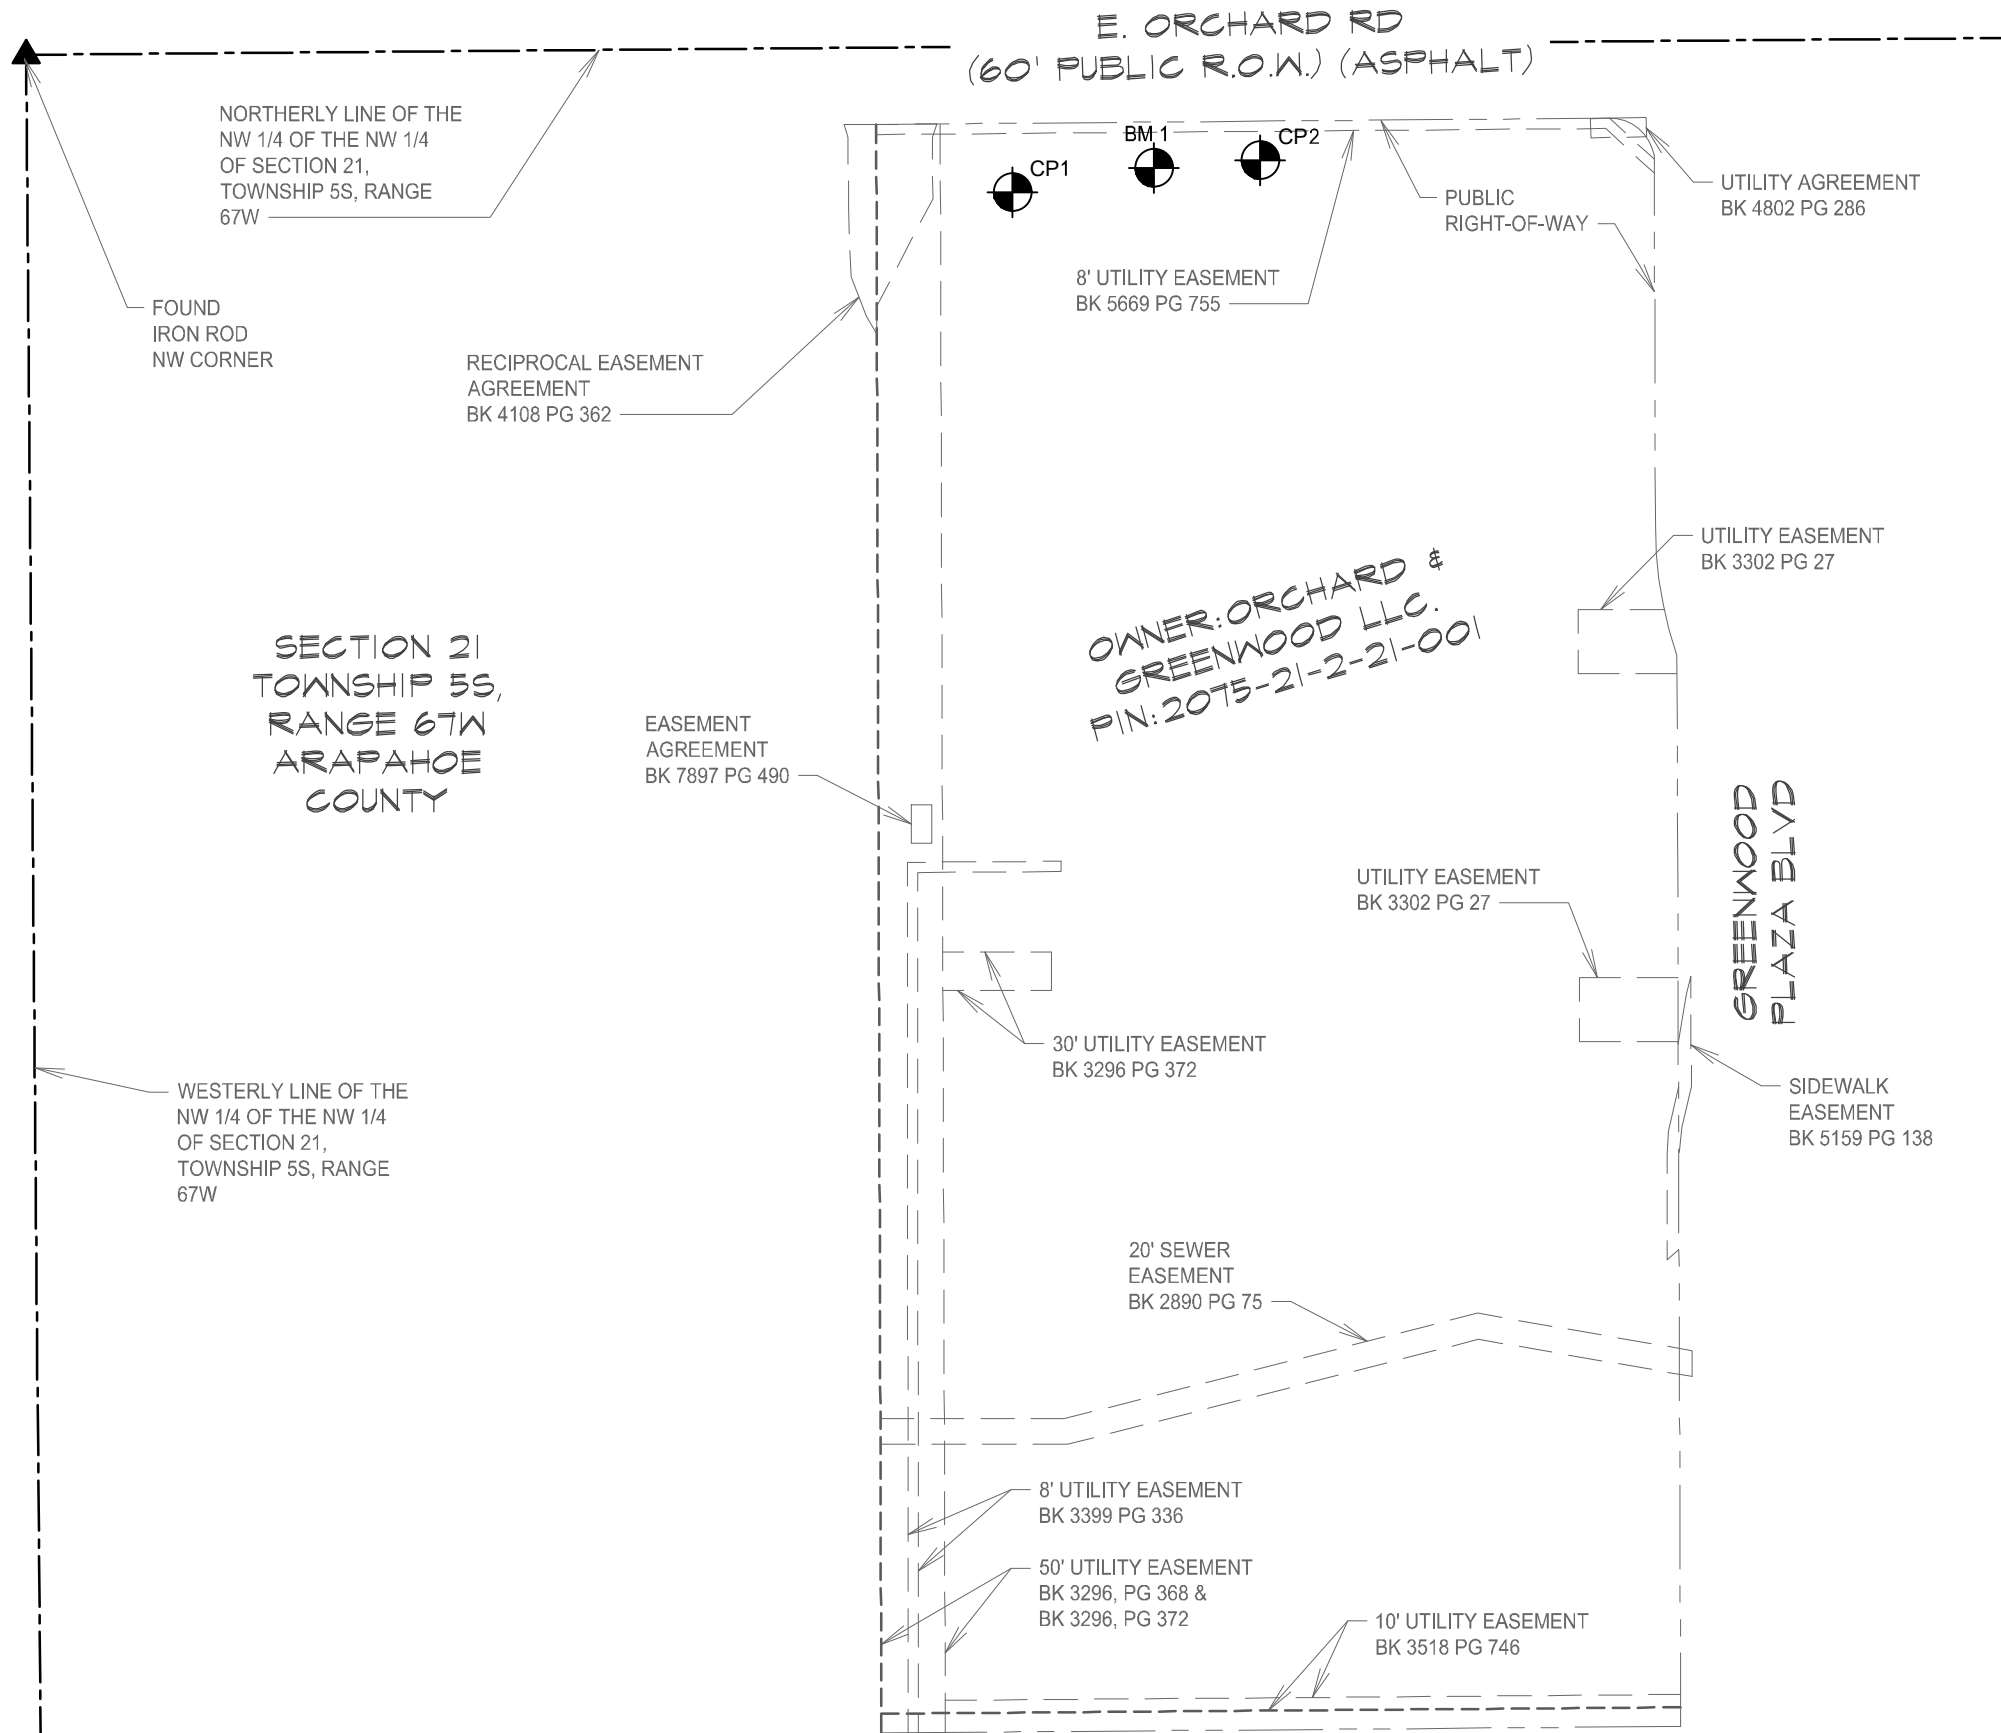 E. ORCHARD RD
(60' PUBLIC R.O.W.) (ASPHALT)
NORTHERLY LINE OF THE
NW 1/4 OF THE NW 1/4
OF SECTION 21,
TOWNSHIP 5S, RANGE
67W
BM 1
CP2
CP1
UTILITY AGREEMENT
BK 4802 PG 286
PUBLIC
RIGHT-OF-WAY
8' UTILITY EASEMENT
BK 5669 PG 755
FOUND
IRON ROD
NW CORNER
RECIPROCAL EASEMENT
AGREEMENT
BK 4108 PG 362
UTILITY EASEMENT
BK 3302 PG 27
OWNER: ORCHARD &
GREENWOOD LLC.
PIN: 2075-21-2-21-001
SECTION 21
TOWNSHIP 5S,
RANGE 67W
ARAPAHOE
COUNTY
EASEMENT
AGREEMENT
BK 7897 PG 490
GREENWOOD
PLAZA BLVD
UTILITY EASEMENT
BK 3302 PG 27
30' UTILITY EASEMENT
BK 3296 PG 372
WESTERLY LINE OF THE
NW 1/4 OF THE NW 1/4
OF SECTION 21,
TOWNSHIP 5S, RANGE
67W
SIDEWALK
EASEMENT
BK 5159 PG 138
20' SEWER
EASEMENT
BK 2890 PG 75
8' UTILITY EASEMENT
BK 3399 PG 336
50' UTILITY EASEMENT
BK 3296, PG 368 &
BK 3296, PG 372
10' UTILITY EASEMENT
BK 3518 PG 746